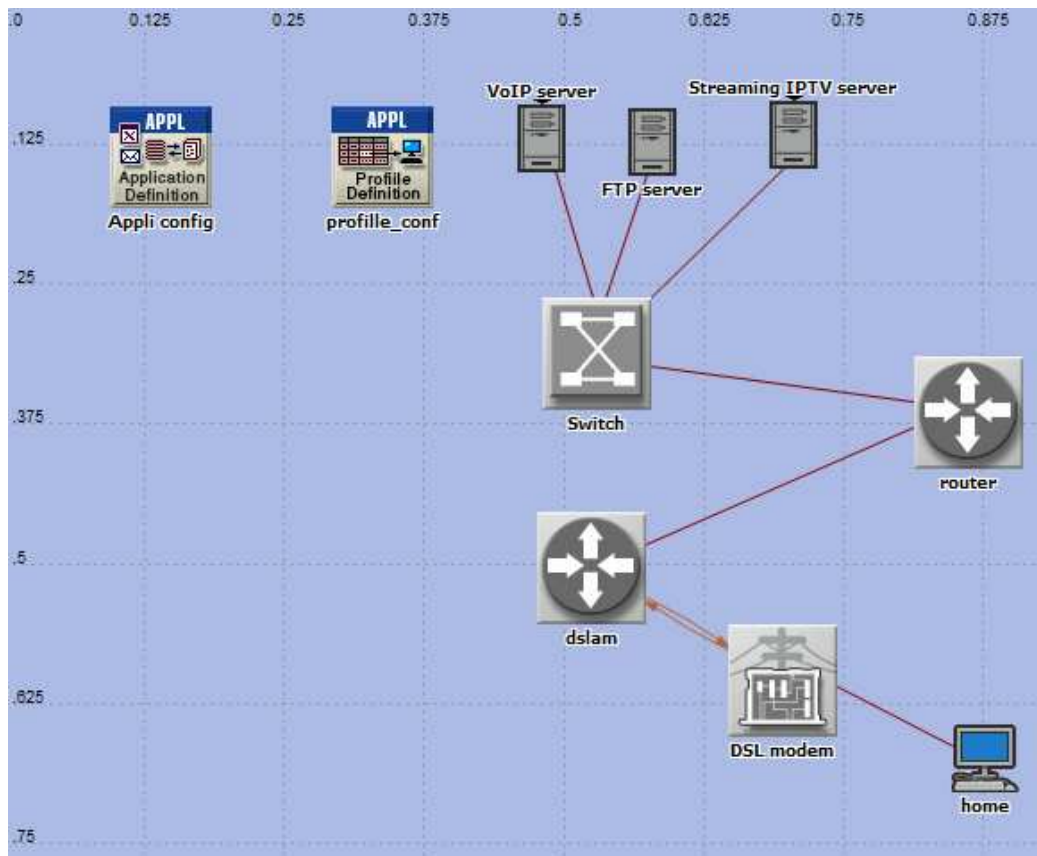 .0 0.125 0.25 0.375 0.5 0.625 0.75 0.875
VoIP server
Streaming IPTV server
APPL
APPL
.125
Application
Definition
Profile
Definition
FTP server
Appli config
profille_conf
.25
.375
Switch
router
.5
dslam
.625
DSL modem
home
.75